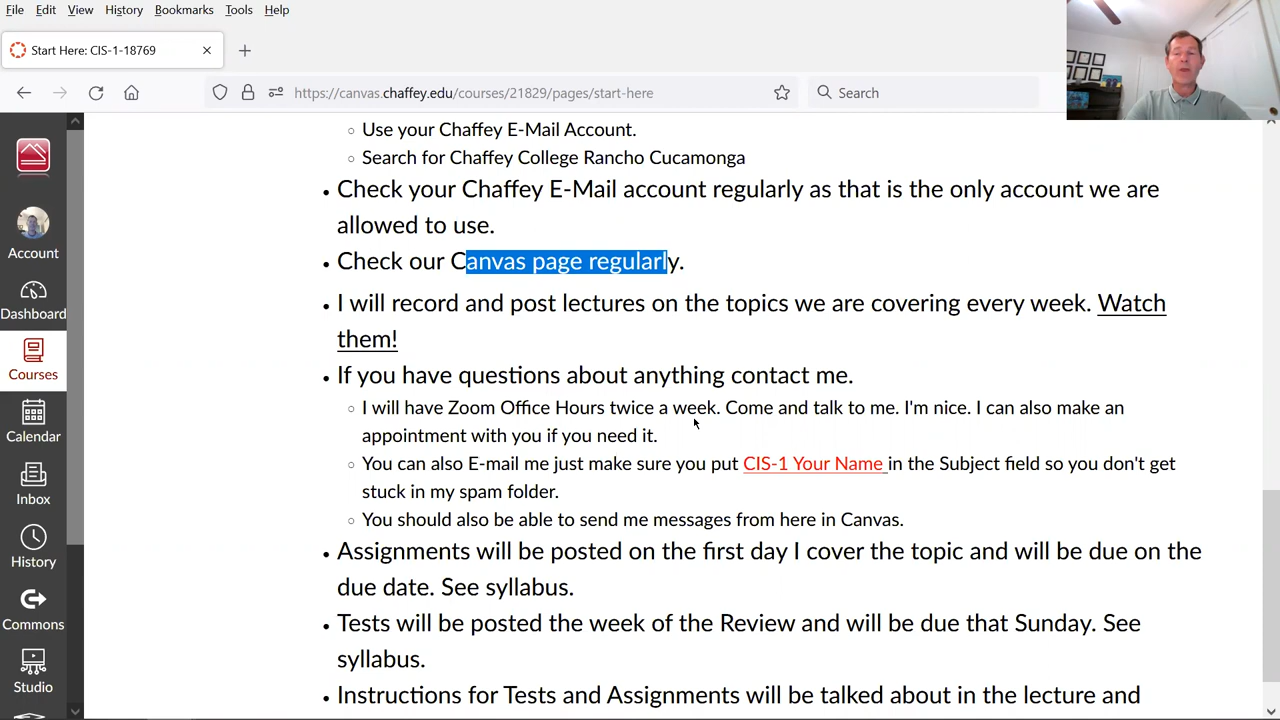 File Edit View History Bookmarks Tools Help
Start Here: CIS-1-18769
https://canvas.chaffey.edu/courses/21829/pages/start-here
Search
Account
Dashboard
Courses
Calendar
Inbox
History
Commons
Studio
Use your Chaffey E-Mail Account.
Search for Chaffey College Rancho Cucamonga
Check your Chaffey E-Mail account regularly as that is the only account we are
allowed to use.
Check our Canvas page regularly.
I will record and post lectures on the topics we are covering every week. Watch
them!
If you have questions about anything contact me.
I will have Zoom Office Hours twice a week. Come and talk to me. I'm nice. I can also make an
appointment with you if you need it.
You can also E-mail me just make sure you put CIS-1 Your Name in the Subject field so you don't get
stuck in my spam folder.
You should also be able to send me messages from here in Canvas.
Assignments will be posted on the first day I cover the topic and will be due on the
due date. See syllabus.
Tests will be posted the week of the Review and will be due that Sunday. See
syllabus.
Instructions for Tests and Assignments will be talked about in the lecture and